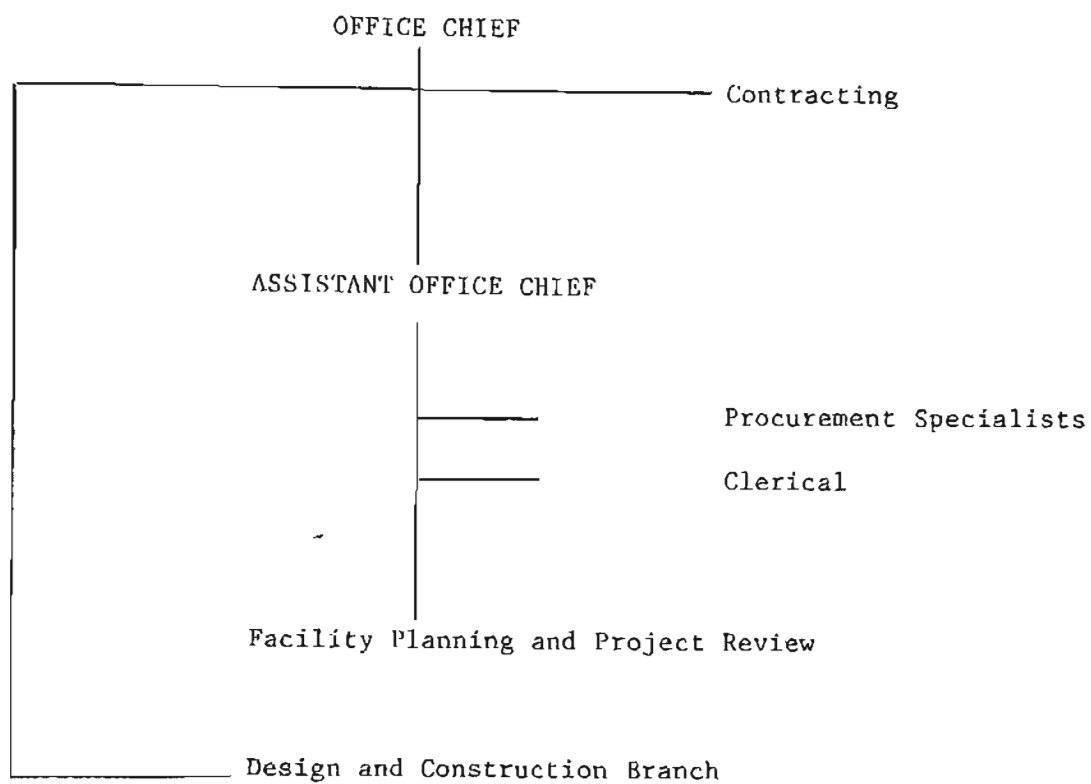 OFFICE CHIEF
Contracting
ASSISTANT OFFICE CHIEF
Procurement Specialists
Clerical
Facility Planning and Project Review
Design and Construction Branch